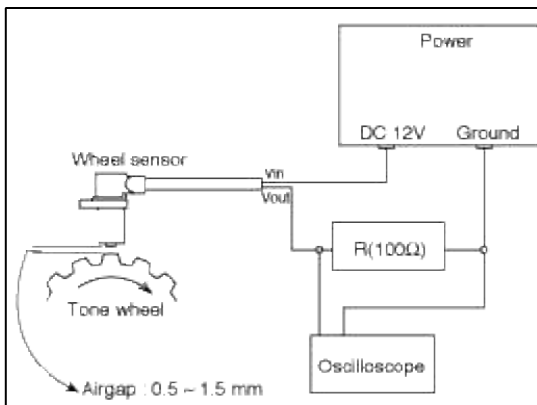 Power
DC 12V Ground
Wheel sensor
Vin
Vout
R(100Ω)
Tone wheel
Oscilloscope
Airgap : 0.5 ~ 1.5 mm